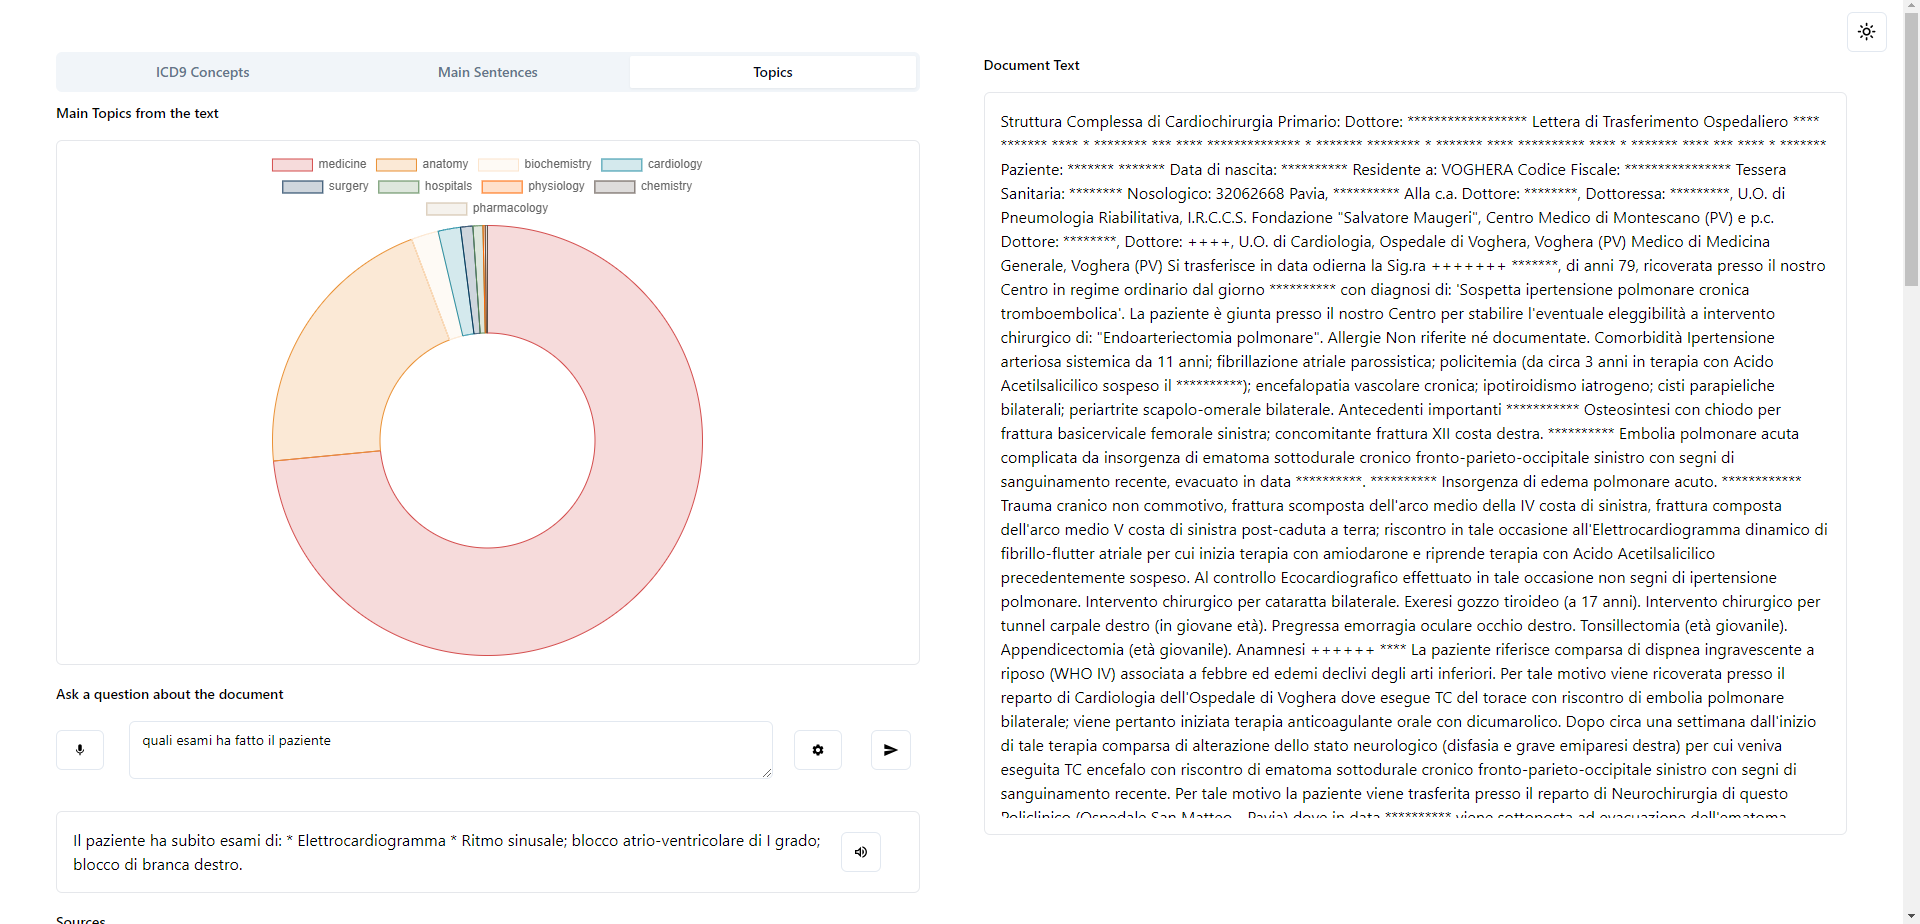 ICD9 Concepts
Main Sentences
Topics
Main Topics from the text
medicine
anatomy
biochemistry
cardiology
surgery
hospitals
physiology
chemistry
pharmacology
Ask a question about the document
quali esami ha fatto il paziente
Il paziente ha subito esami di: * Elettrocardiogramma * Ritmo sinusale; blocco atrio-ventricolare di I grado;
blocco di branca destro.
Sources
Document Text
Struttura Complessa di Cardiochirurgia Primario: Dottore: ****************** Lettera di Trasferimento Ospedaliero ****
******* **** * ******** *** **** ************** * ******* ******** * ******* **** ********** **** * ******* **** *** **** * *******
Paziente: ******* ******* Data di nascita: ********** Residente a: VOGHERA Codice Fiscale: **************** Tessera
Sanitaria: ******** Nosologico: 32062668 Pavia, ********** Alla c.a. Dottore: ********, Dottoressa: *********, U.O. di
Pneumologia Riabilitativa, I.R.C.C.S. Fondazione "Salvatore Maugeri", Centro Medico di Montescano (PV) e p.c.
Dottore: ********, Dottore: ++++, U.O. di Cardiologia, Ospedale di Voghera, Voghera (PV) Medico di Medicina
Generale, Voghera (PV) Si trasferisce in data odierna la Sig.ra +++++++ *******, di anni 79, ricoverata presso il nostro
Centro in regime ordinario dal giorno ********** con diagnosi di: 'Sospetta ipertensione polmonare cronica
tromboembolica'. La paziente è giunta presso il nostro Centro per stabilire l'eventuale eleggibilità a intervento
chirurgico di: "Endoarteriectomia polmonare". Allergie Non riferite né documentate. Comorbidità Ipertensione
arteriosa sistemica da 11 anni; fibrillazione atriale parossistica; policitemia (da circa 3 anni in terapia con Acido
Acetilsalicilico sospeso il **********); encefalopatia vascolare cronica; ipotiroidismo iatrogeno; cisti parapieliche
bilaterali; periartrite scapolo-omerale bilaterale. Antecedenti importanti *********** Osteosintesi con chiodo per
frattura basicervicale femorale sinistra; concomitante frattura XII costa destra. ********** Embolia polmonare acuta
complicata da insorgenza di ematoma sottodurale cronico fronto-parieto-occipitale sinistro con segni di
sanguinamento recente, evacuato in data **********. ********** Insorgenza di edema polmonare acuto. ************
Trauma cranico non commotivo, frattura scomposta dell'arco medio della IV costa di sinistra, frattura composta
dell'arco medio V costa di sinistra post-caduta a terra; riscontro in tale occasione all'Elettrocardiogramma dinamico di
fibrillo-flutter atriale per cui inizia terapia con amiodarone e riprende terapia con Acido Acetilsalicilico
precedentemente sospeso. Al controllo Ecocardiografico effettuato in tale occasione non segni di ipertensione
polmonare. Intervento chirurgico per cataratta bilaterale. Exeresi gozzo tiroideo (a 17 anni). Intervento chirurgico per
tunnel carpale destro (in giovane età). Pregressa emorragia oculare occhio destro. Tonsillectomia (età giovanile).
Appendicectomia (età giovanile). Anamnesi ++++++ **** La paziente riferisce comparsa di dispnea ingravescente a
riposo (WHO IV) associata a febbre ed edemi declivi degli arti inferiori. Per tale motivo viene ricoverata presso il
reparto di Cardiologia dell'Ospedale di Voghera dove esegue TC del torace con riscontro di embolia polmonare
bilaterale; viene pertanto iniziata terapia anticoagulante orale con dicumarolico. Dopo circa una settimana dall'inizio
di tale terapia comparsa di alterazione dello stato neurologico (disfasia e grave emiparesi destra) per cui veniva
eseguita TC encefalo con riscontro di ematoma sottodurale cronico fronto-parieto-occipitale sinistro con segni di
sanguinamento recente. Per tale motivo la paziente viene trasferita presso il reparto di Neurochirurgia di questo
Policlinico (Ospedale San Matteo - Pavia) dove in data ********** viene sottoposta ad evacuazione dell'ematoma